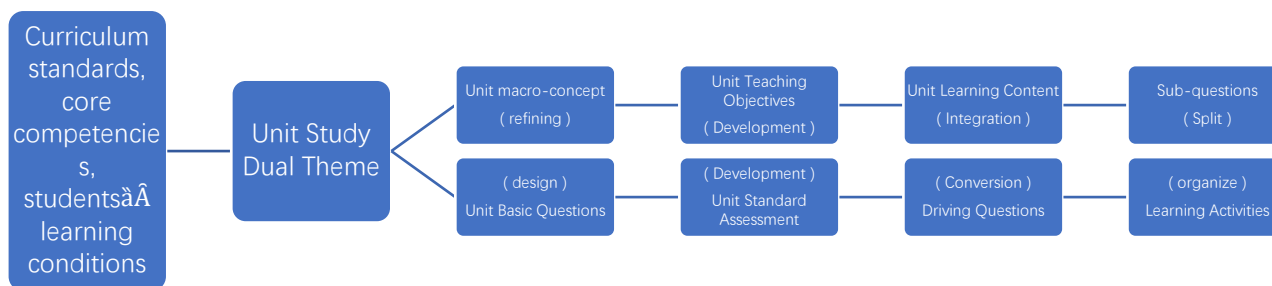 Curriculum
standards,
core
competencie
s,
studentsãÂ
learning
conditions
Unit Study
Dual Theme
Unit macro-concept
( refining )
Unit Teaching
Objectives
( Development )
Unit Learning Content
( Integration )
Sub-questions
( Split )
( design )
Unit Basic Questions
( Development )
Unit Standard
Assessment
( Conversion )
Driving Questions
( organize )
Learning Activities